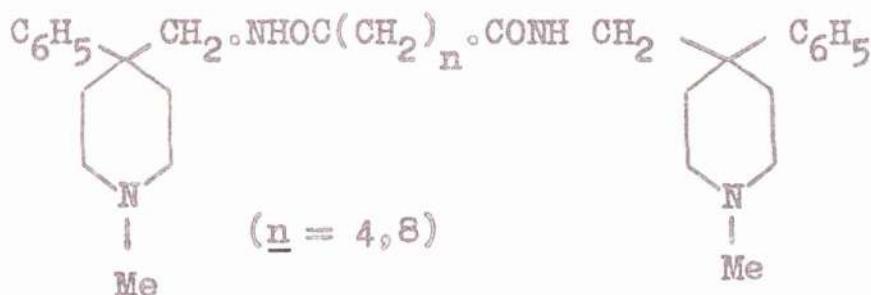 C6H5 CH2.NHOC(CH2)n.CONH CH2 C6H5
N N
(n = 4,8)
Me Me